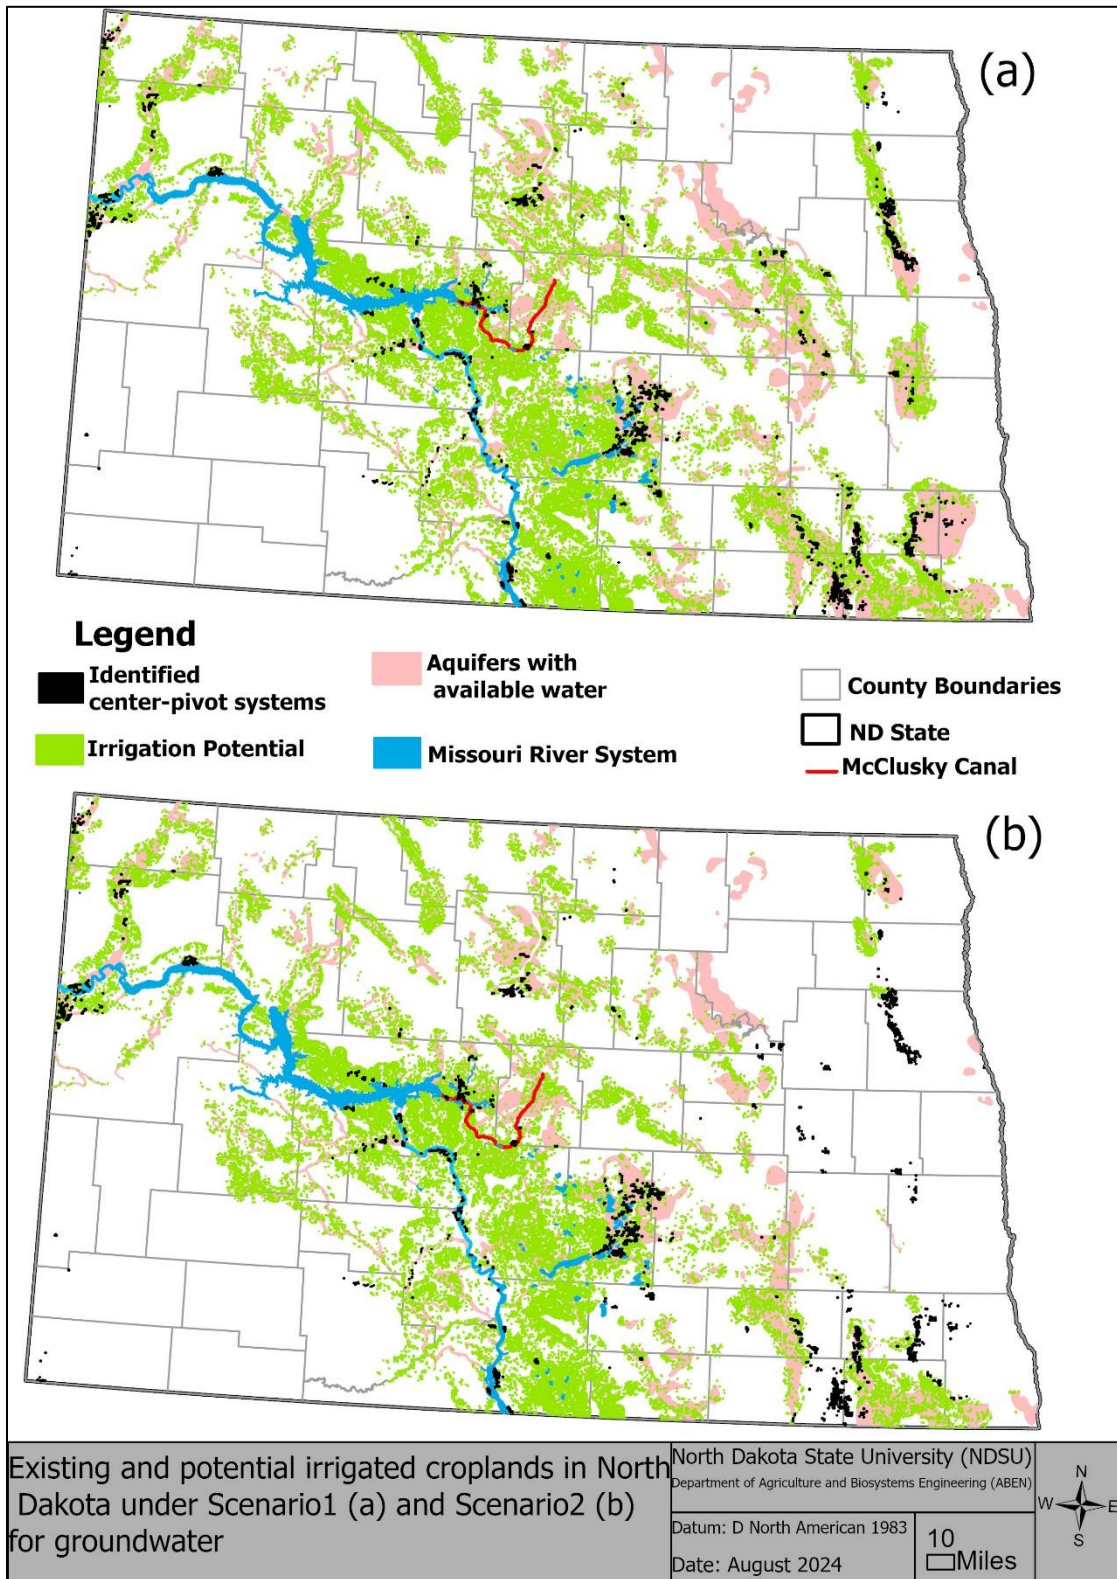 (a)
Legend
Identified
center-pivot systems
Irrigation Potential
Aquifers with
available water
Missouri River System
County Boundaries
ND State
McClusky Canal
(b)
Existing and potential irrigated croplands in North
Dakota under Scenario1 (a) and Scenario2 (b)
for groundwater
North Dakota State University (NDSU)
Department of Agriculture and Biosystems Engineering (ABEN)
Datum: D North American 1983
Date: August 2024
10
Miles
N
W E
S